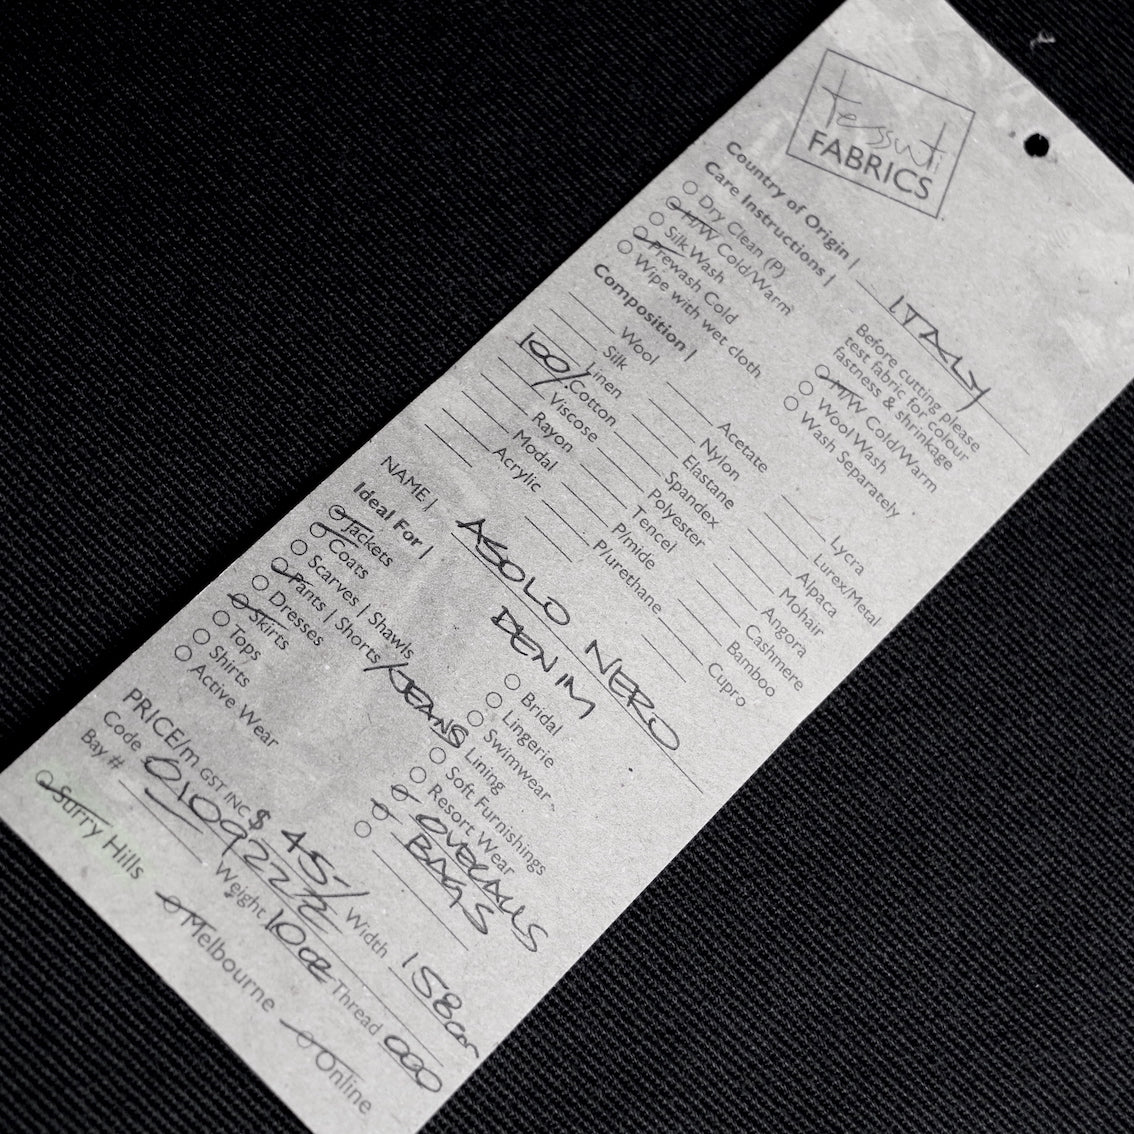 Tessuti
FABRICS
Country of Origin | ITALY
Care Instructions |
Dry Clean (P)
H/W Cold/Warm
Silk Wash
Prewash Cold
Wipe with wet cloth
Before cutting please
test fabric for colour
fastness & shrinkage
H/W Cold/Warm
Wool Wash
Wash Separately
Composition |
Wool
Silk
Linen
100/ Cotton
Viscose
Rayon
Modal
Acrylic
Acetate
Nylon
Elastane
Spandex
Polyester
Tencel
P/mide
P/urethane
Lycra
Lurex/Metal
Alpaca
Mohair
Angora
Cashmere
Bamboo
Cupro
NAME | ASOLO NERO
DENIM
Ideal For |
Jackets
Coats
Scarves | Shawls
Pants | Shorts /JEANS
Dresses
Skirts
Tops
Shirts
Active Wear
Bridal
Lingerie
Swimwear
Lining
Soft Furnishings
Resort Wear
OVERALLS
BAGS
PRICE/m GST INC $ 45-/ Width 158cm
Code Weight 10oz Thread 000
Bay #
Surry Hills Melbourne Online